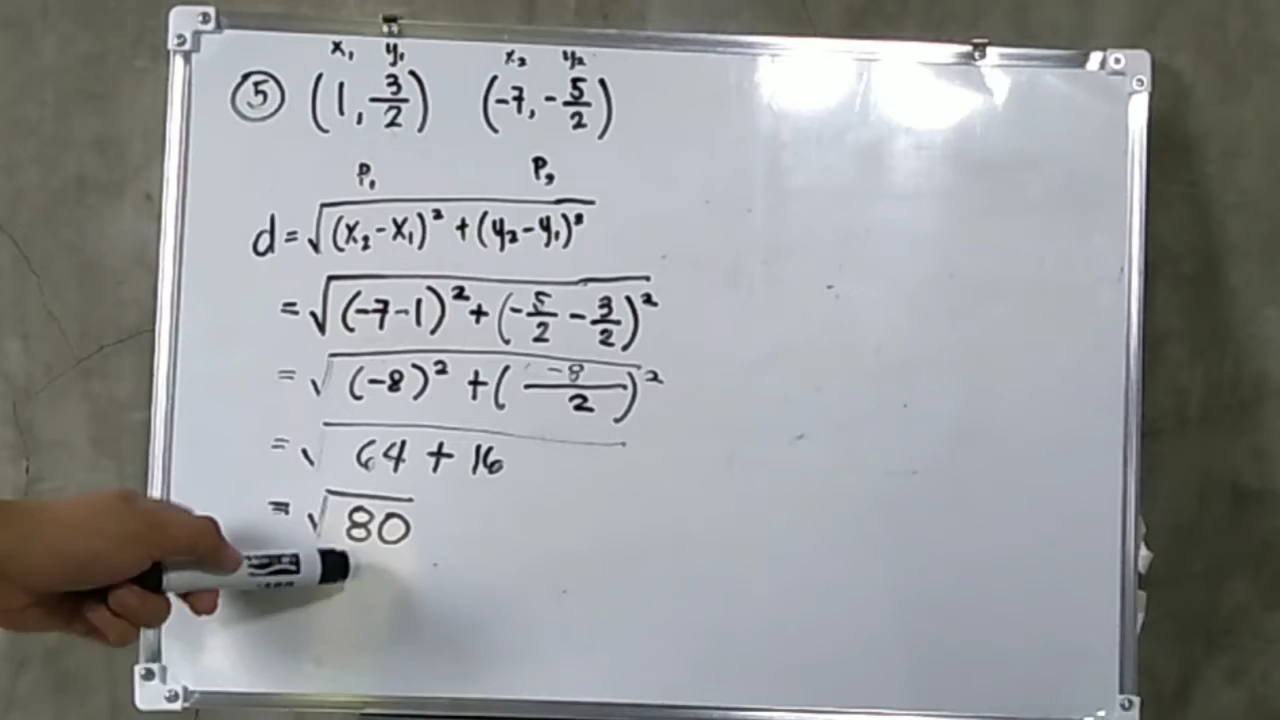 x₁ y₁ x₂ y₂
⑤ (1, 3/2) (-7, -5/2)
P₁ P₂
d = √((x₂ - x₁)² + (y₂ - y₁)²)
= √((-7-1)² + (-5/2 - 3/2)²)
= √((-8)² + (-8/2)²)
= √(64 + 16)
= √80